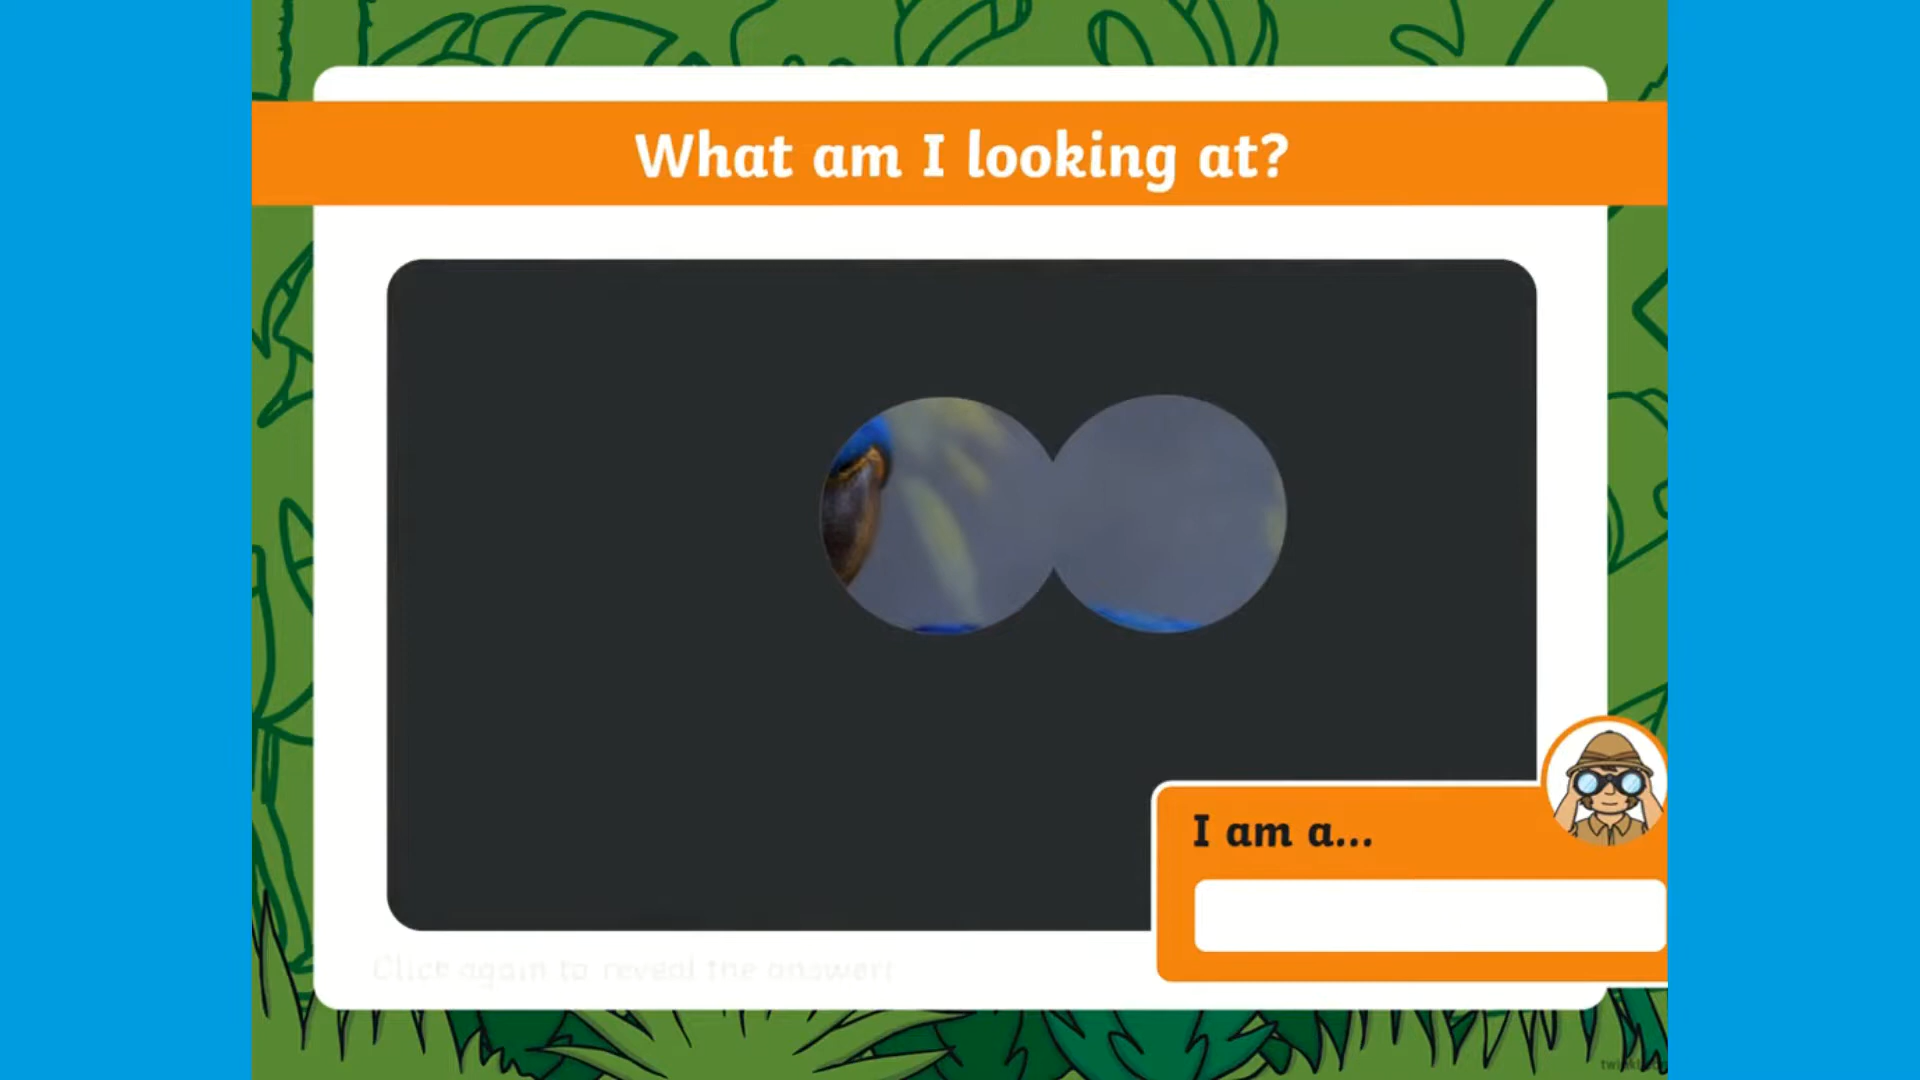 What am I looking at?
I am a...
Click again to reveal the answer!